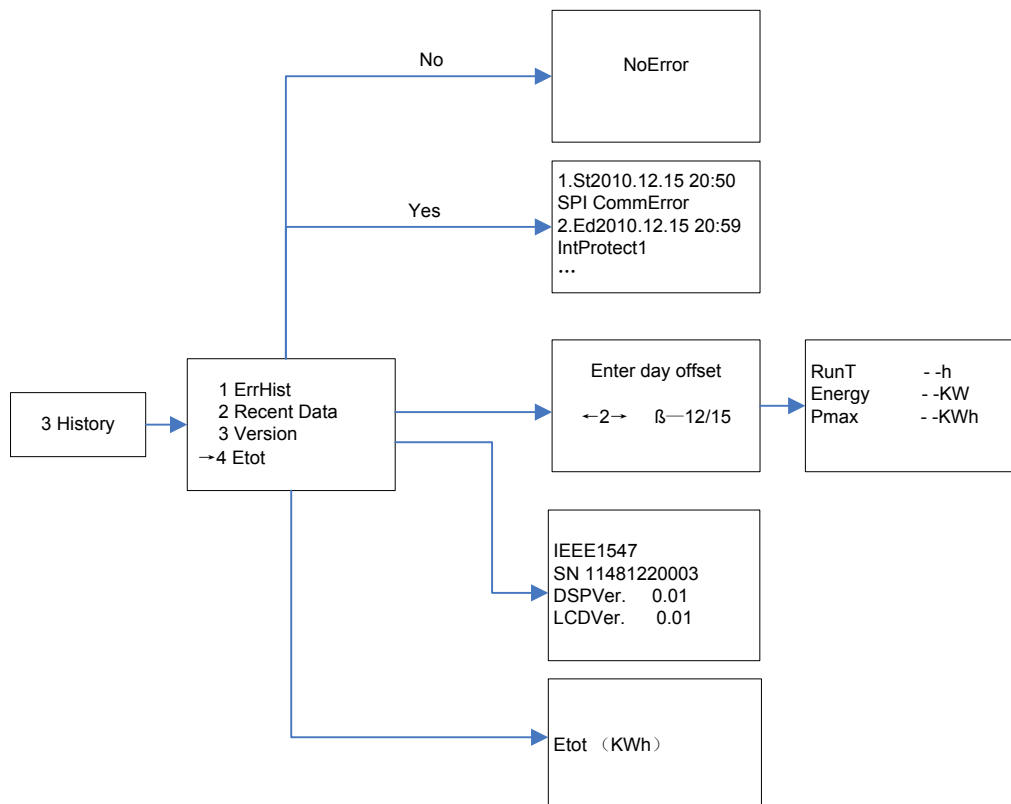 No
NoError
Yes
1.St2010.12.15 20:50
SPI CommError
2.Ed2010.12.15 20:59
IntProtect1
…
3 History
1 ErrHist
2 Recent Data
3 Version
→4 Etot
Enter day offset
←2→ ß—12/15
RunT - -h
Energy - -KW
Pmax - -KWh
IEEE1547
SN 11481220003
DSPVer. 0.01
LCDVer. 0.01
Etot （KWh）